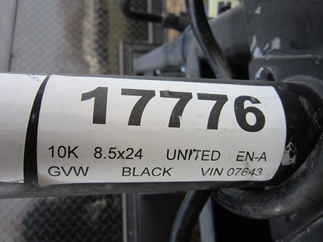 17776
10K 8.5x24 UNITED EN-A
GVW BLACK VIN 07643